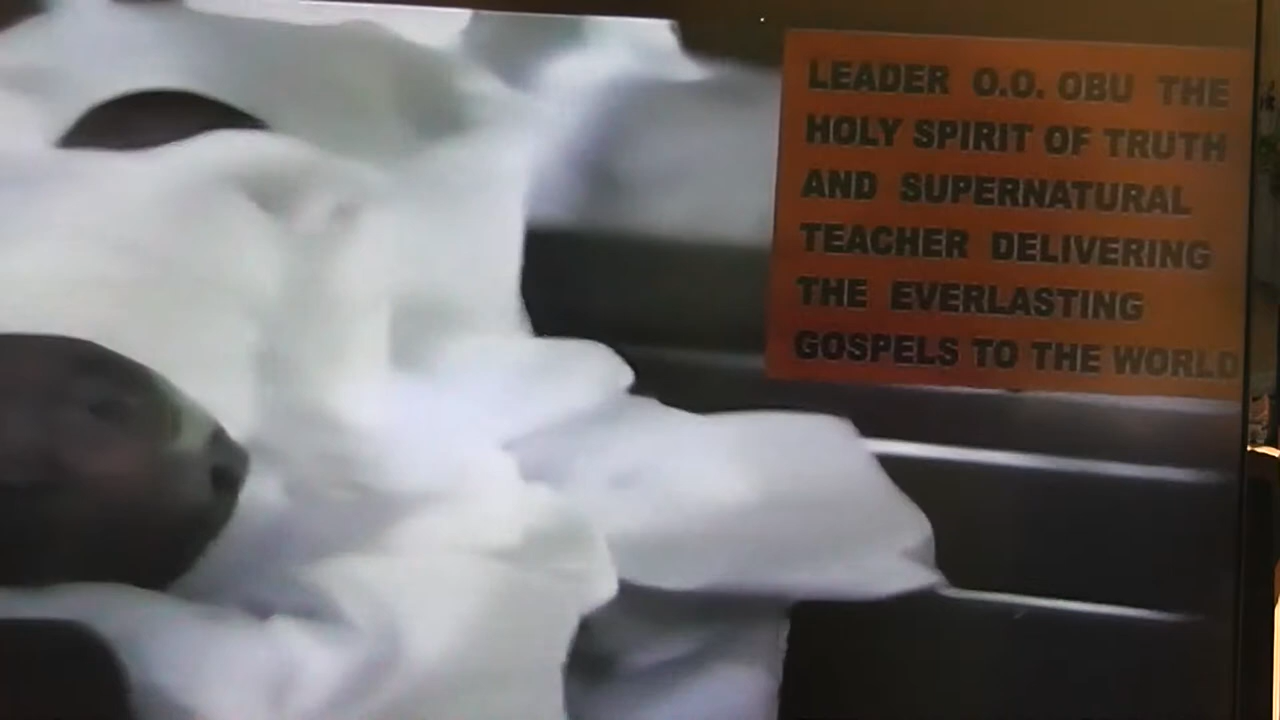 LEADER O.O. OBU THE
HOLY SPIRIT OF TRUTH
AND SUPERNATURAL
TEACHER DELIVERING
THE EVERLASTING
GOSPELS TO THE WORLD